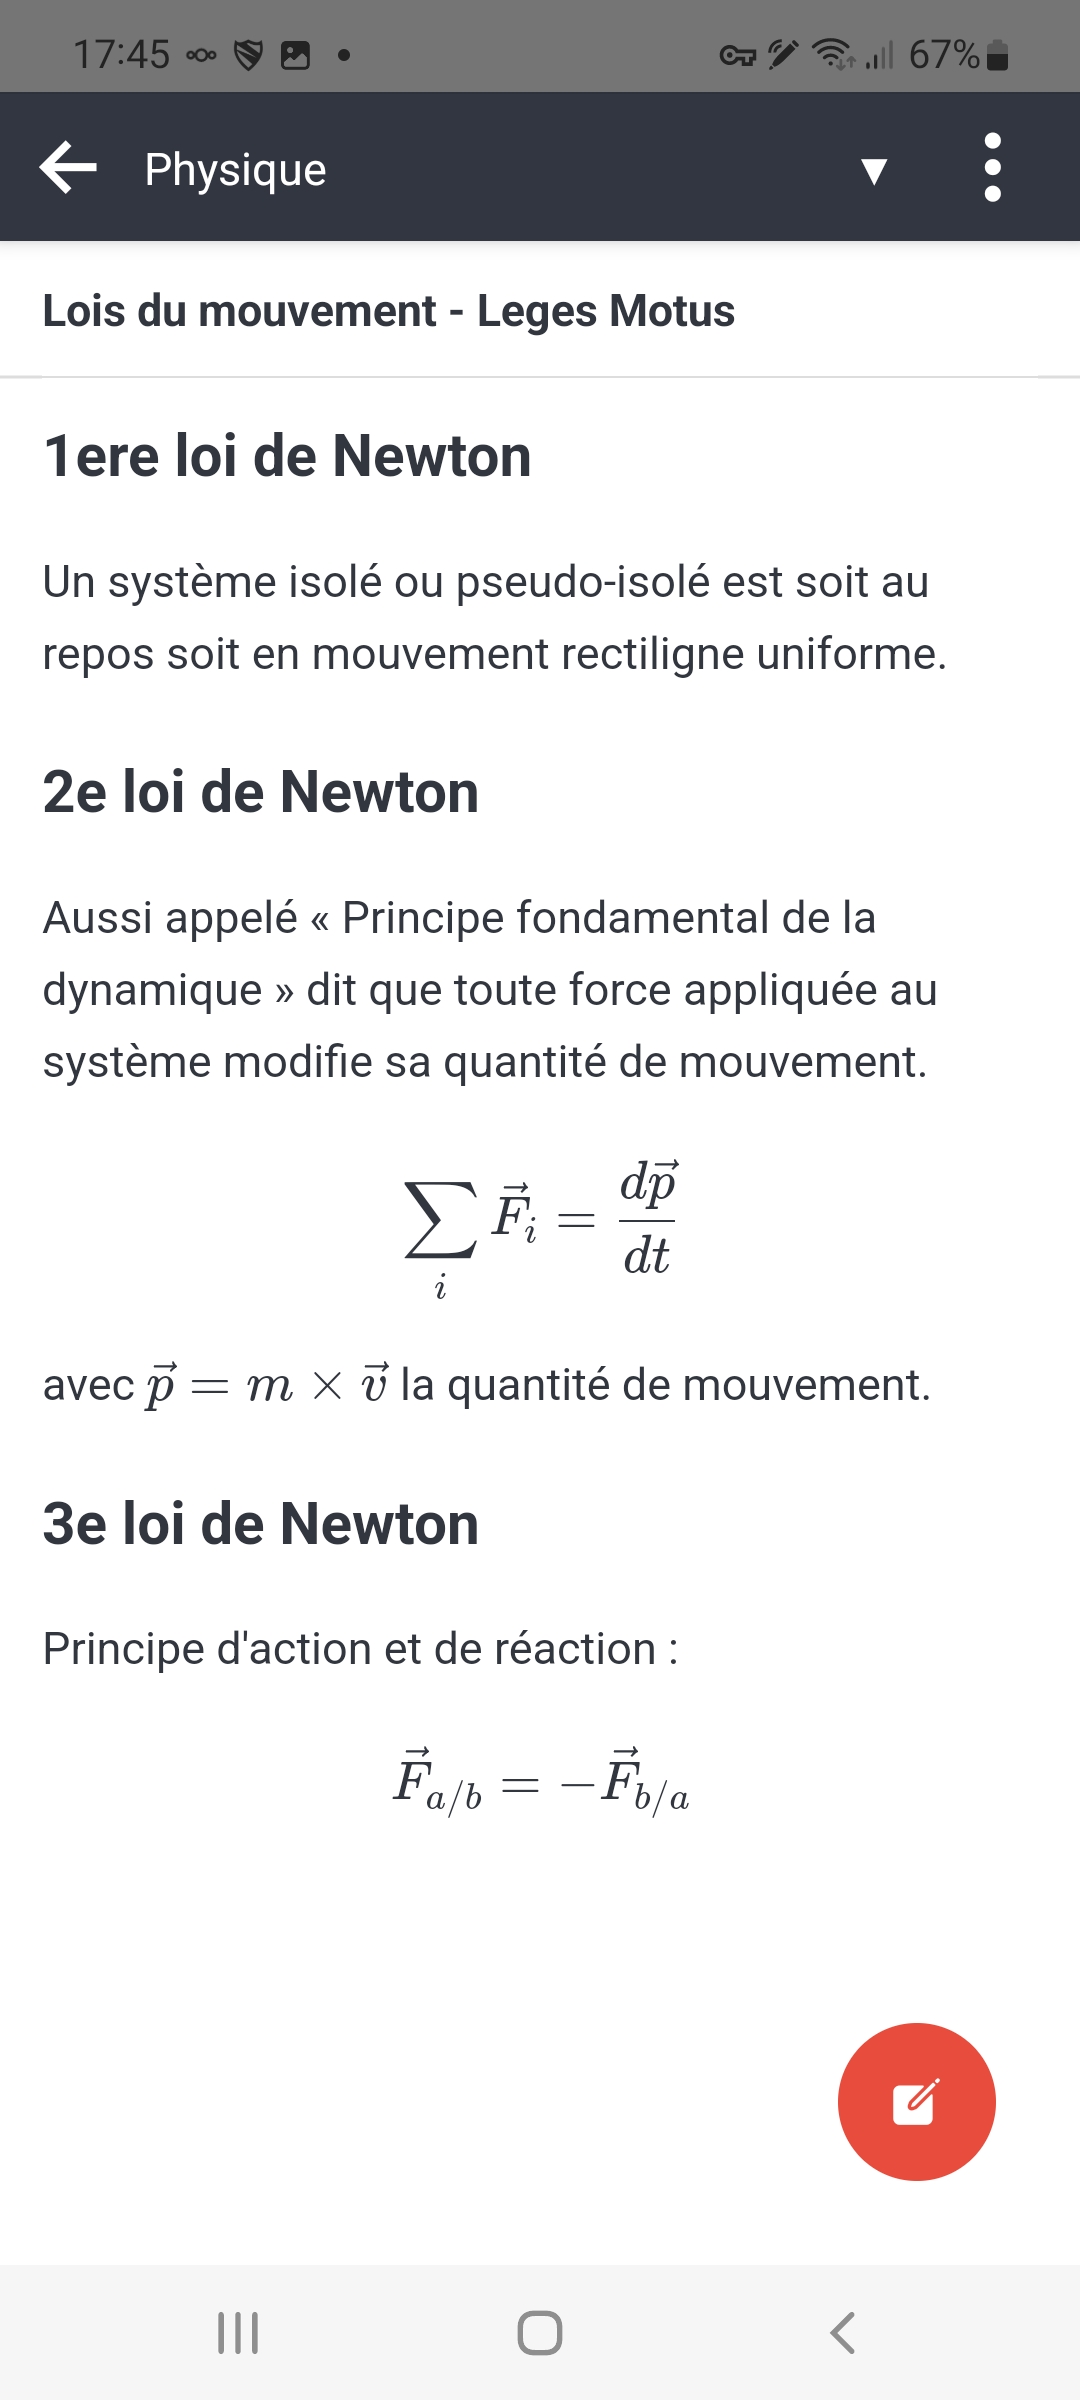 17:45
67%
Physique
Lois du mouvement - Leges Motus
1ere loi de Newton
Un système isolé ou pseudo-isolé est soit au
repos soit en mouvement rectiligne uniforme.
2e loi de Newton
Aussi appelé « Principe fondamental de la
dynamique » dit que toute force appliquée au
système modifie sa quantité de mouvement.
$$\sum_i \vec{F}_i = \frac{d\vec{p}}{dt}$$
avec $\vec{p} = m \times \vec{v}$ la quantité de mouvement.
3e loi de Newton
Principe d'action et de réaction :
$$\vec{F}_{a/b} = -\vec{F}_{b/a}$$